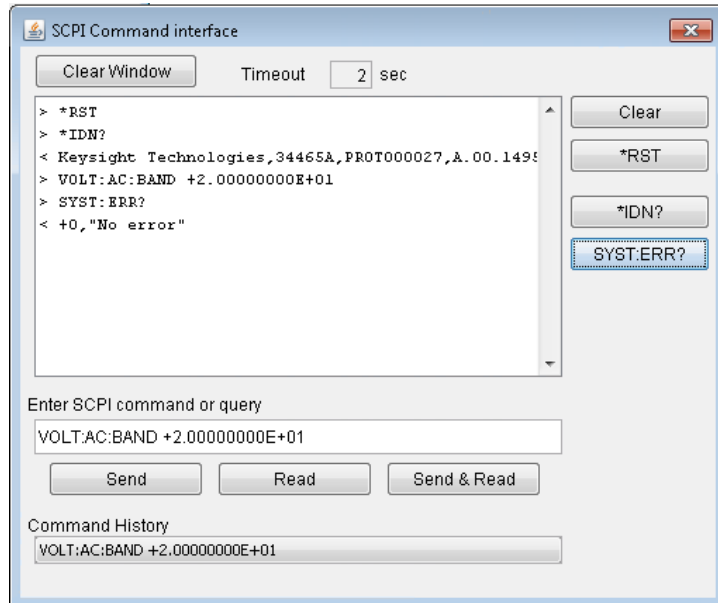 SCPI Command interface
Clear Window Timeout 2 sec
> *RST
> *IDN?
< Keysight Technologies,34465A,PROT000027,A.00.1495
> VOLT:AC:BAND +2.00000000E+01
> SYST:ERR?
< +0,"No error"
Clear
*RST
*IDN?
SYST:ERR?
Enter SCPI command or query
VOLT:AC:BAND +2.00000000E+01
Send Read Send & Read
Command History
VOLT:AC:BAND +2.00000000E+01